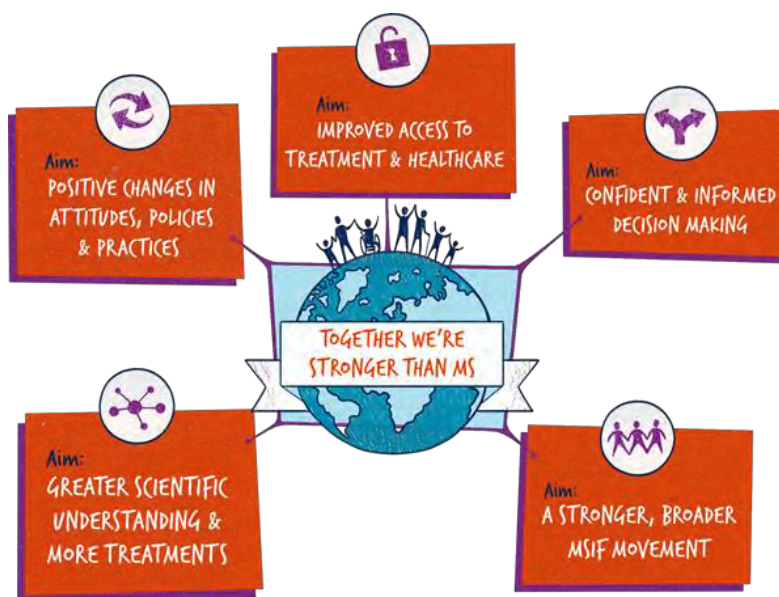 Aim:
IMPROVED ACCESS TO
TREATMENT & HEALTHCARE
Aim:
POSITIVE CHANGES IN
ATTITUDES, POLICIES
& PRACTICES
Aim:
CONFIDENT & INFORMED
DECISION MAKING
TOGETHER WE'RE
STRONGER THAN MS
Aim:
GREATER SCIENTIFIC
UNDERSTANDING &
MORE TREATMENTS
Aim:
A STRONGER, BROADER
MSIF MOVEMENT